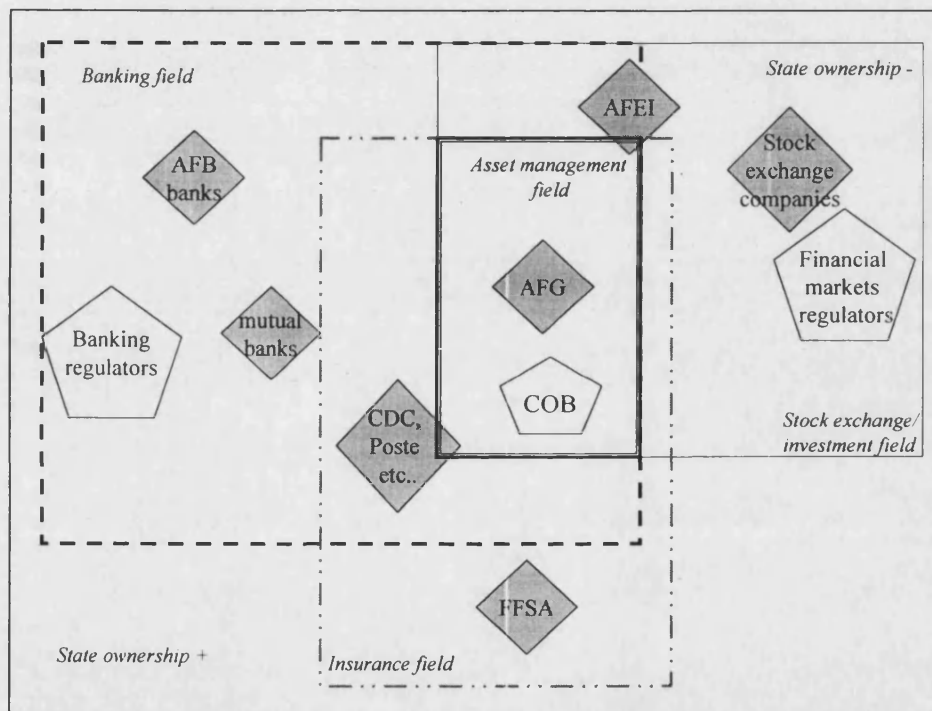 Banking field
AFEI
State ownership -
AFB
banks
Asset management
field
Stock
exchange
companies
AFG
Financial
markets
regulators
Banking
regulators
mutual
banks
COB
CDC,
Poste
etc..
Stock exchange/
investment field
FFSA
State ownership +
Insurance field